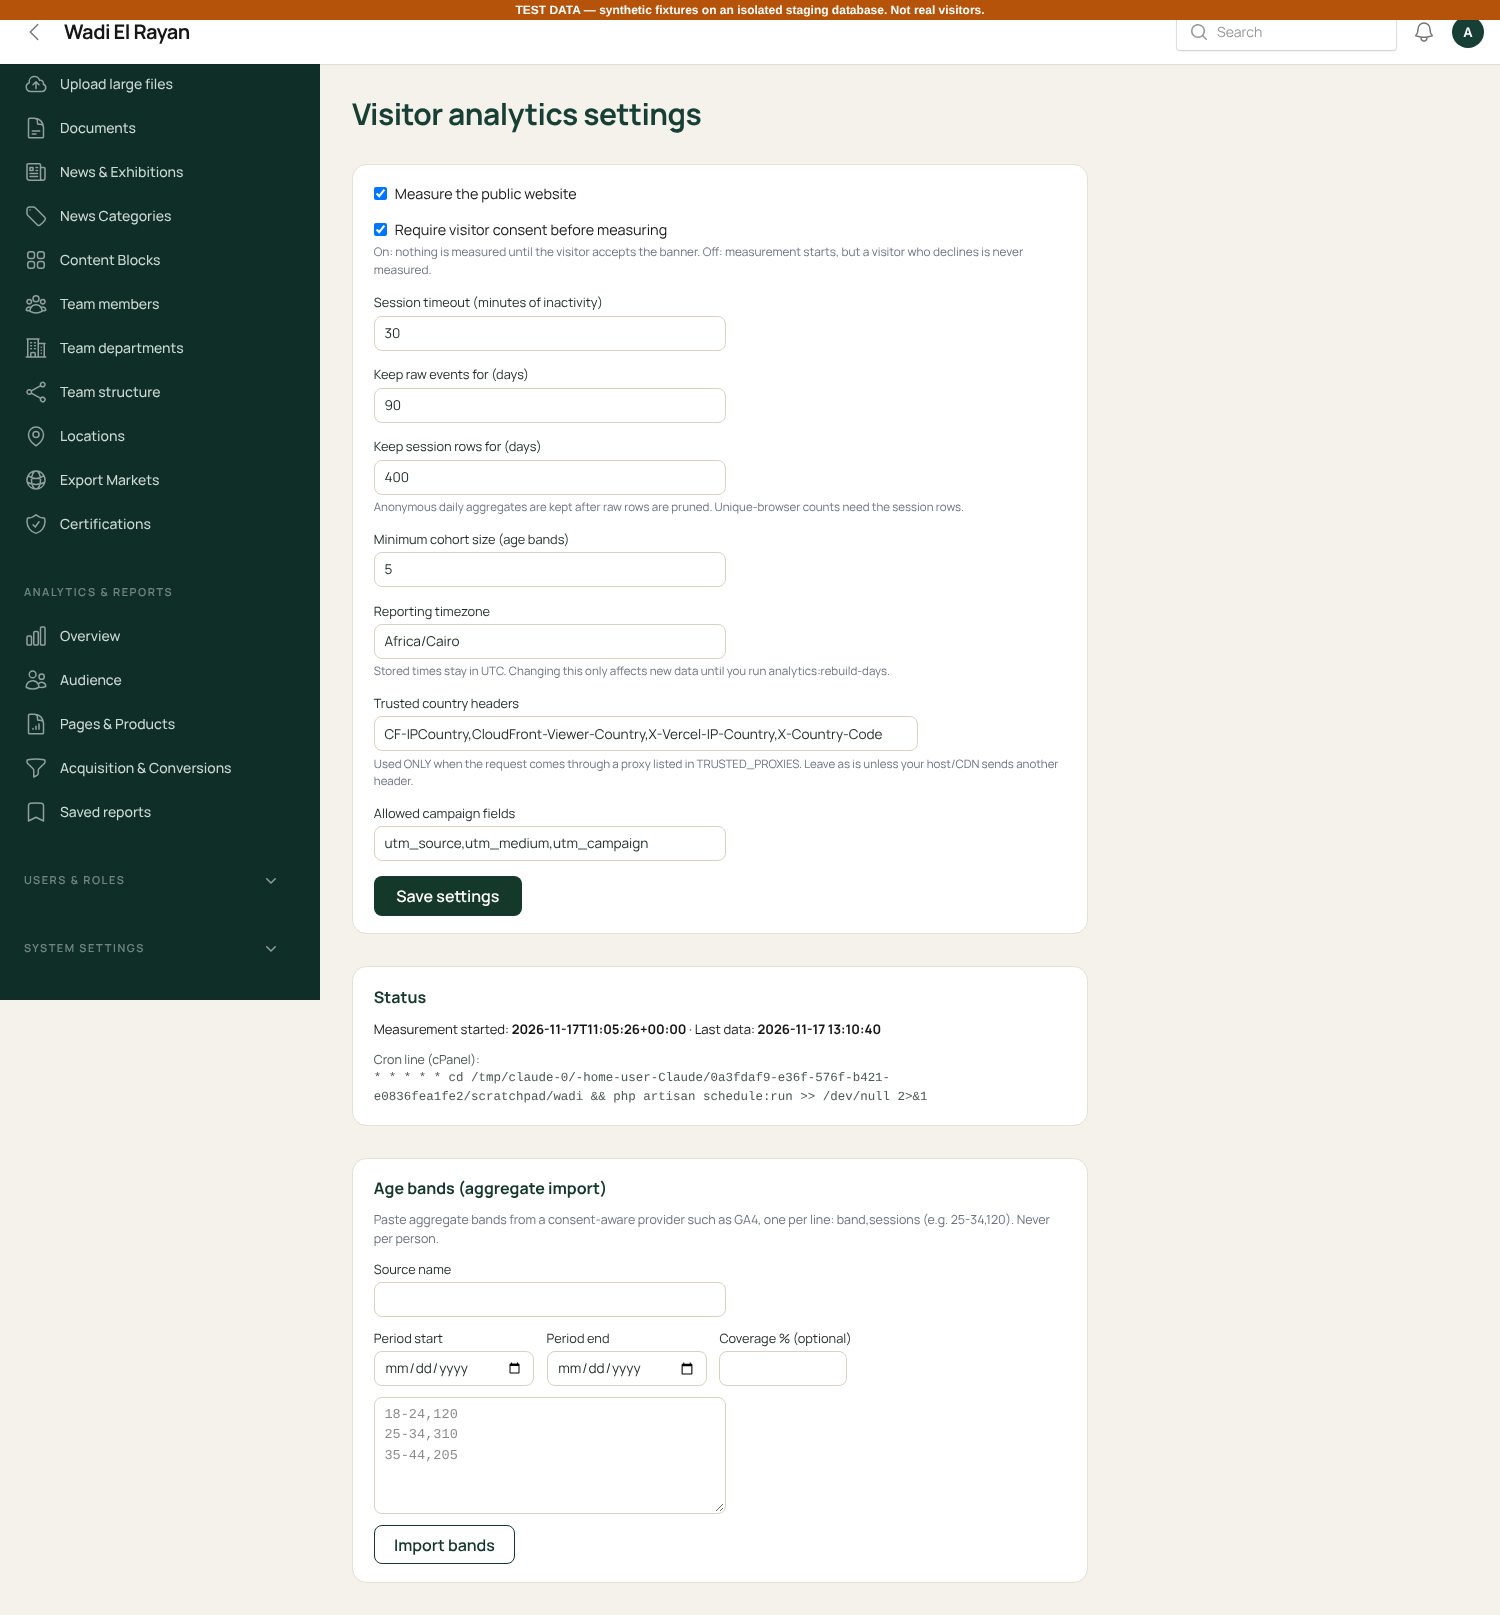 TEST DATA — synthetic fixtures on an isolated staging database. Not real visitors.
Wadi El Rayan
Search
A
Upload large files
Documents
News & Exhibitions
News Categories
Content Blocks
Team members
Team departments
Team structure
Locations
Export Markets
Certifications
ANALYTICS & REPORTS
Overview
Audience
Pages & Products
Acquisition & Conversions
Saved reports
USERS & ROLES
SYSTEM SETTINGS
Visitor analytics settings
Measure the public website
Require visitor consent before measuring
On: nothing is measured until the visitor accepts the banner. Off: measurement starts, but a visitor who declines is never
measured.
Session timeout (minutes of inactivity)
30
Keep raw events for (days)
90
Keep session rows for (days)
400
Anonymous daily aggregates are kept after raw rows are pruned. Unique-browser counts need the session rows.
Minimum cohort size (age bands)
5
Reporting timezone
Africa/Cairo
Stored times stay in UTC. Changing this only affects new data until you run analytics:rebuild-days.
Trusted country headers
CF-IPCountry,CloudFront-Viewer-Country,X-Vercel-IP-Country,X-Country-Code
Used ONLY when the request comes through a proxy listed in TRUSTED_PROXIES. Leave as is unless your host/CDN sends another
header.
Allowed campaign fields
utm_source,utm_medium,utm_campaign
Save settings
Status
Measurement started: 2026-11-17T11:05:26+00:00 · Last data: 2026-11-17 13:10:40
Cron line (cPanel):
* * * * * cd /tmp/claude-0/-home-user-Claude/0a3fdaf9-e36f-576f-b421-
e0836fea1fe2/scratchpad/wadi && php artisan schedule:run >> /dev/null 2>&1
Age bands (aggregate import)
Paste aggregate bands from a consent-aware provider such as GA4, one per line: band,sessions (e.g. 25-34,120). Never
per person.
Source name
Period start
Period end
Coverage % (optional)
mm/dd/yyyy
mm/dd/yyyy
18-24,120
25-34,310
35-44,205
Import bands